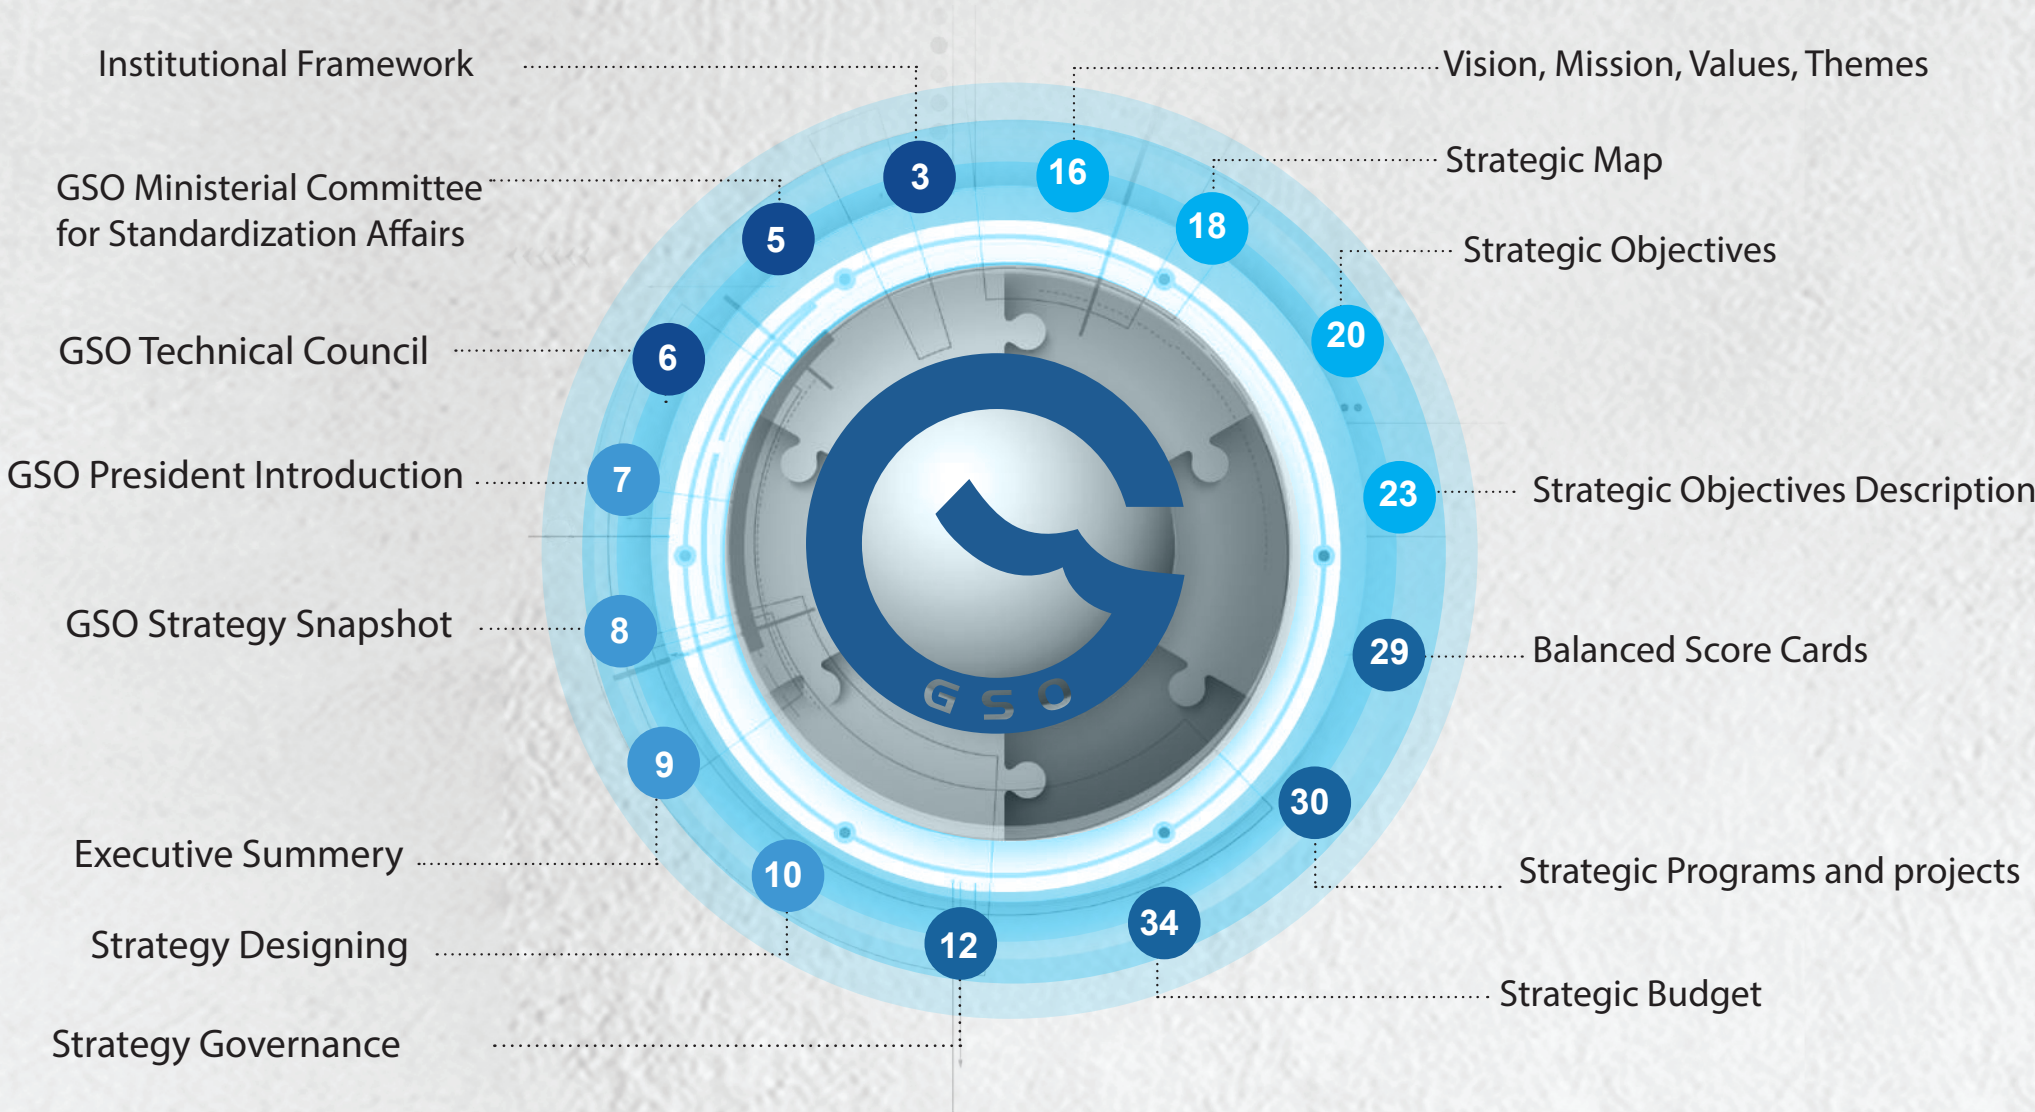 Institutional Framework
3
GSO Ministerial Committee
for Standardization Affairs
5
GSO Technical Council
6
GSO President Introduction
7
GSO Strategy Snapshot
8
Executive Summery
9
Strategy Designing
10
Strategy Governance
12
Vision, Mission, Values, Themes
16
Strategic Map
18
Strategic Objectives
20
Strategic Objectives Description
23
Balanced Score Cards
29
Strategic Programs and projects
30
Strategic Budget
34
GSO